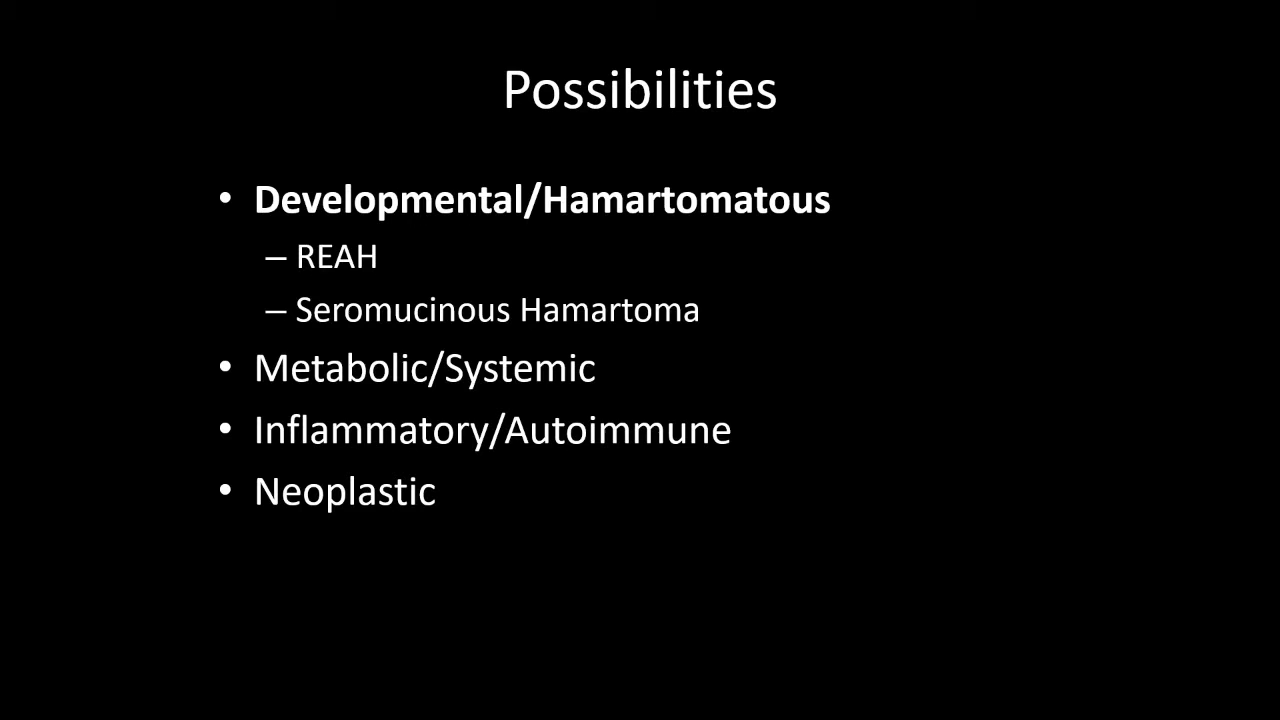 Possibilities
• Developmental/Hamartomatous
– REAH
– Seromucinous Hamartoma
• Metabolic/Systemic
• Inflammatory/Autoimmune
• Neoplastic